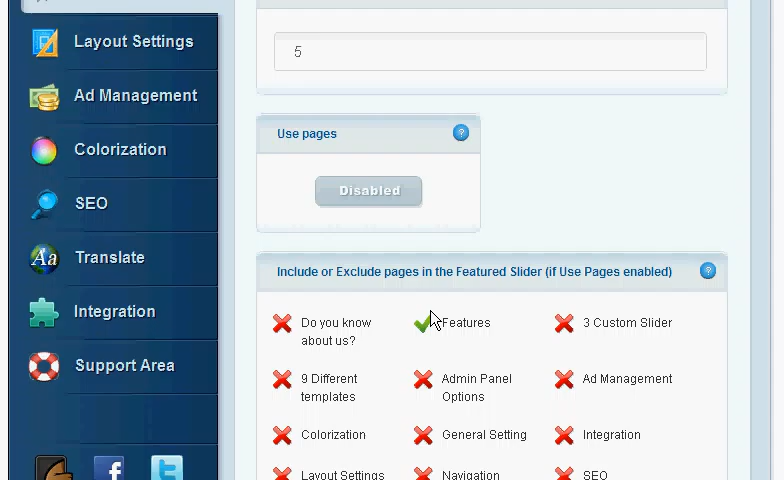 Layout Settings
Ad Management
Colorization
SEO
Aa Translate
Integration
Support Area
f
t
5
Use pages
?
Disabled
Include or Exclude pages in the Featured Slider (if Use Pages enabled)
?
Do you know
about us?
Features
3 Custom Slider
9 Different
templates
Admin Panel
Options
Ad Management
Colorization
General Setting
Integration
Layout Settings
Navigation
SEO